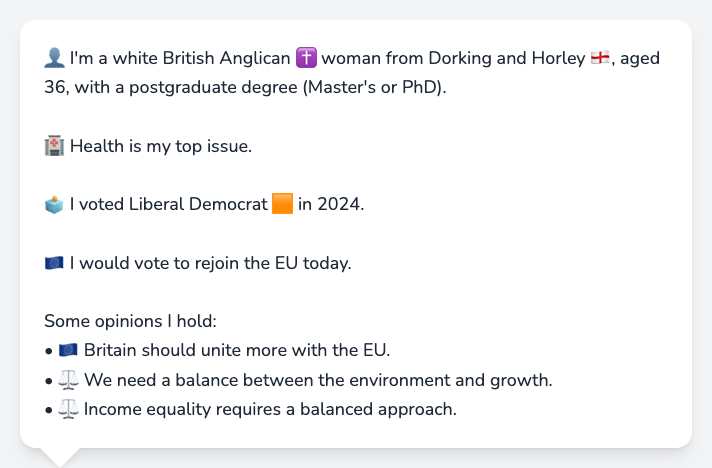 👤 I'm a white British Anglican ✝️ woman from Dorking and Horley 🏴󠁧󠁢󠁥󠁮󠁧󠁿, aged
36, with a postgraduate degree (Master's or PhD).
🏥 Health is my top issue.
🗳️ I voted Liberal Democrat 🟧 in 2024.
🇪🇺 I would vote to rejoin the EU today.
Some opinions I hold:
• 🇪🇺 Britain should unite more with the EU.
• ⚖️ We need a balance between the environment and growth.
• ⚖️ Income equality requires a balanced approach.